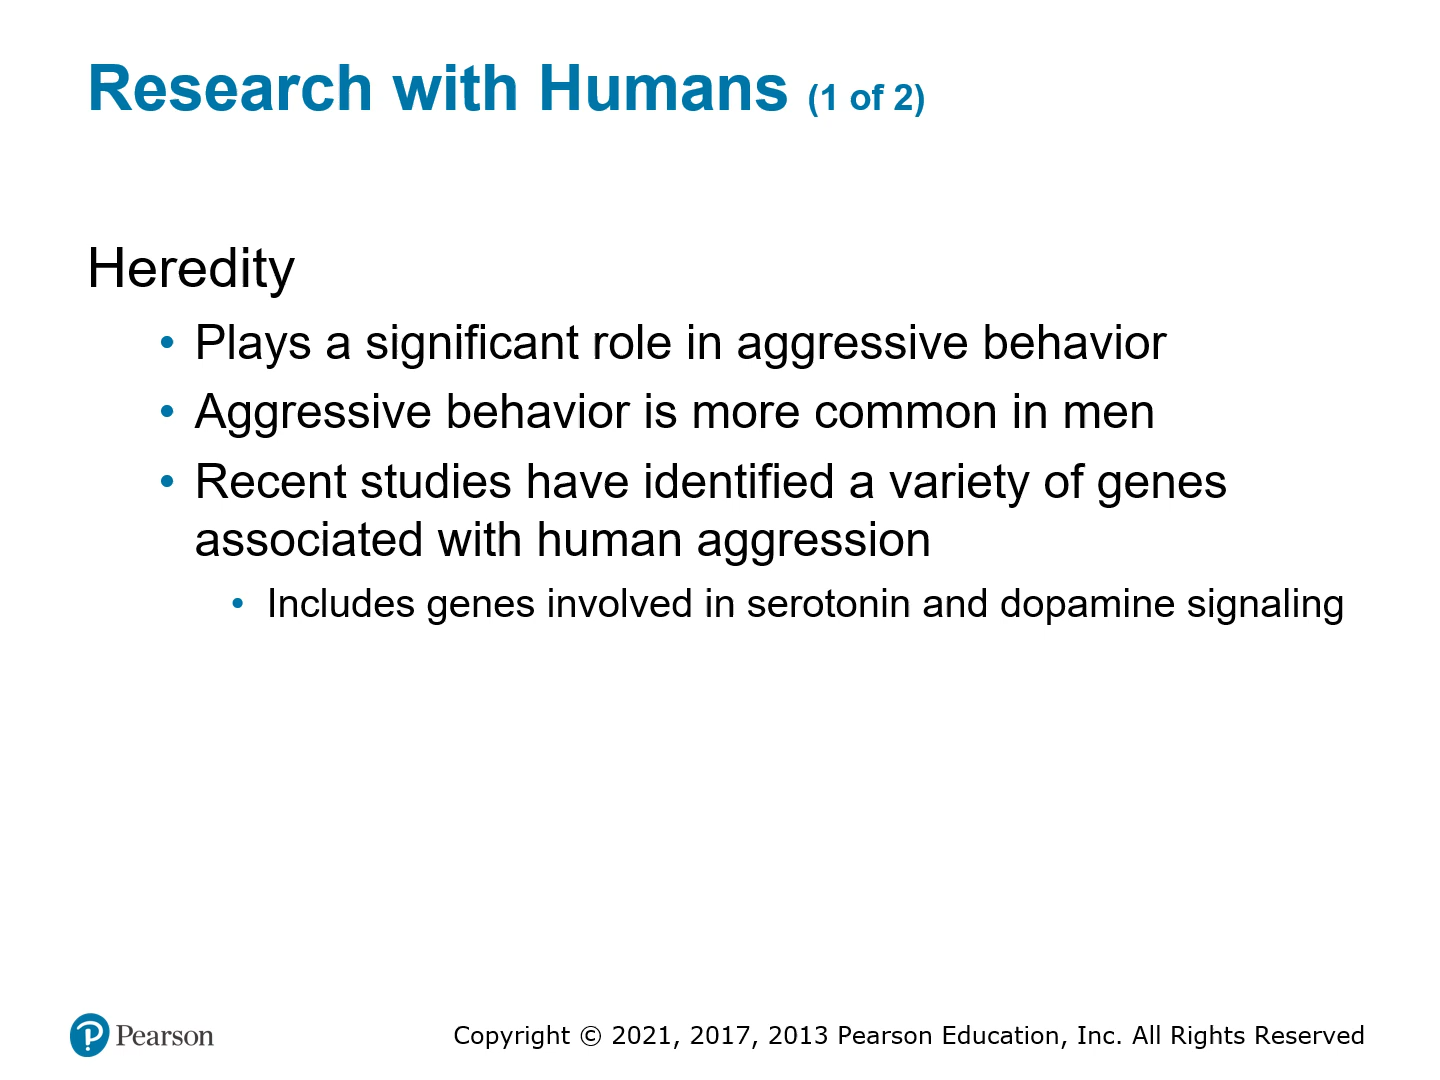 Research with Humans (1 of 2)
Heredity
• Plays a significant role in aggressive behavior
• Aggressive behavior is more common in men
• Recent studies have identified a variety of genes
associated with human aggression
• Includes genes involved in serotonin and dopamine signaling
Pearson
Copyright © 2021, 2017, 2013 Pearson Education, Inc. All Rights Reserved